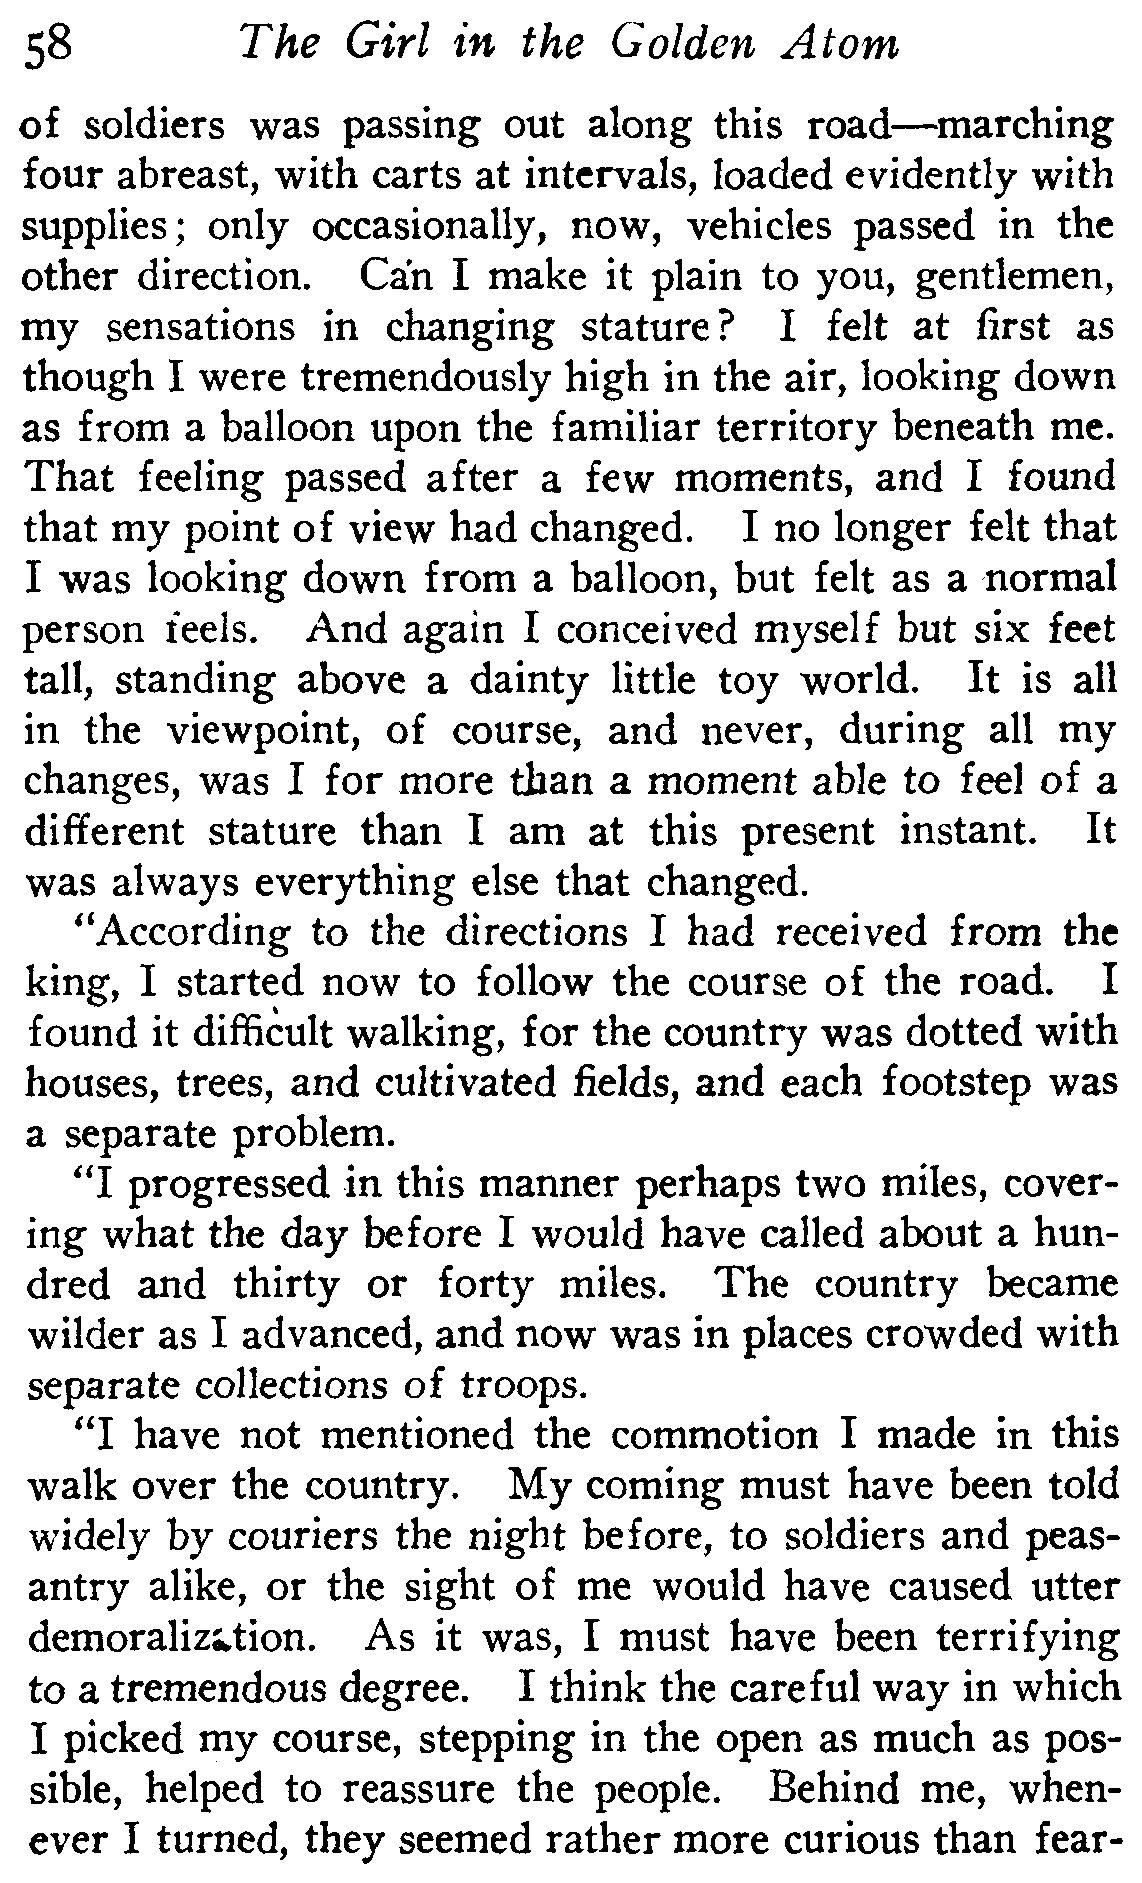 58 The Girl in the Golden Atom
of soldiers was passing out along this road—marching
four abreast, with carts at intervals, loaded evidently with
supplies; only occasionally, now, vehicles passed in the
other direction. Can I make it plain to you, gentlemen,
my sensations in changing stature? I felt at first as
though I were tremendously high in the air, looking down
as from a balloon upon the familiar territory beneath me.
That feeling passed after a few moments, and I found
that my point of view had changed. I no longer felt that
I was looking down from a balloon, but felt as a normal
person feels. And again I conceived myself but six feet
tall, standing above a dainty little toy world. It is all
in the viewpoint, of course, and never, during all my
changes, was I for more than a moment able to feel of a
different stature than I am at this present instant. It
was always everything else that changed.
"According to the directions I had received from the
king, I started now to follow the course of the road. I
found it difficult walking, for the country was dotted with
houses, trees, and cultivated fields, and each footstep was
a separate problem.
"I progressed in this manner perhaps two miles, cover-
ing what the day before I would have called about a hun-
dred and thirty or forty miles. The country became
wilder as I advanced, and now was in places crowded with
separate collections of troops.
"I have not mentioned the commotion I made in this
walk over the country. My coming must have been told
widely by couriers the night before, to soldiers and peas-
antry alike, or the sight of me would have caused utter
demoralization. As it was, I must have been terrifying
to a tremendous degree. I think the careful way in which
I picked my course, stepping in the open as much as pos-
sible, helped to reassure the people. Behind me, when-
ever I turned, they seemed rather more curious than fear-